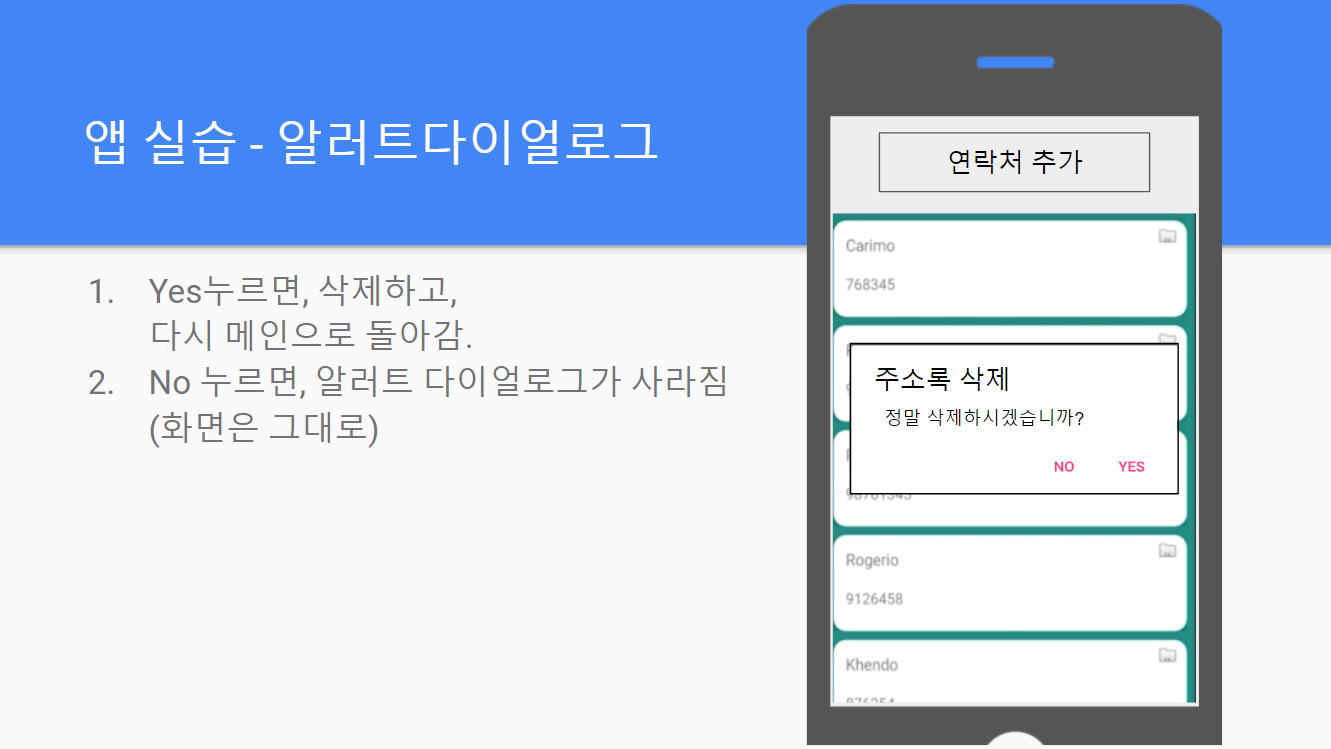 앱 실습 - 알러트다이얼로그
1. Yes누르면, 삭제하고,
다시 메인으로 돌아감.
2. No 누르면, 알러트 다이얼로그가 사라짐
(화면은 그대로)
연락처 추가
Carimo
768345
주소록 삭제
정말 삭제하시겠습니까?
NO YES
Rogerio
9126458
Khendo